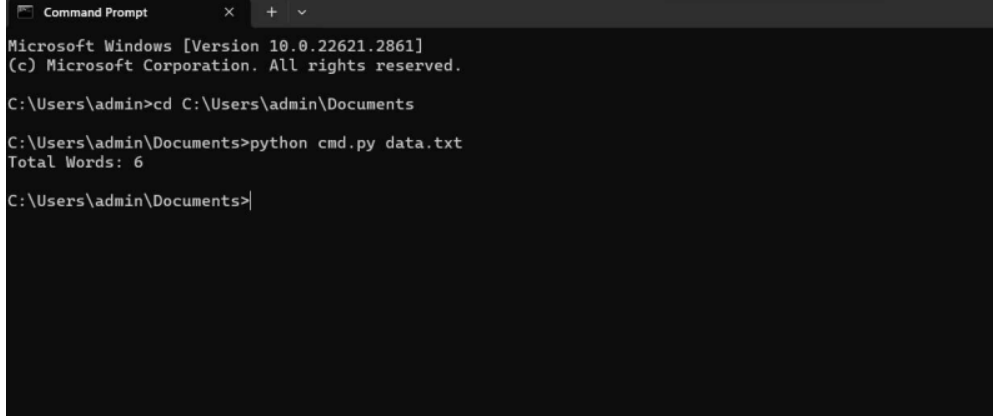 Command Prompt
Microsoft Windows [Version 10.0.22621.2861]
(c) Microsoft Corporation. All rights reserved.
C:\Users\admin>cd C:\Users\admin\Documents
C:\Users\admin\Documents>python cmd.py data.txt
Total Words: 6
C:\Users\admin\Documents>